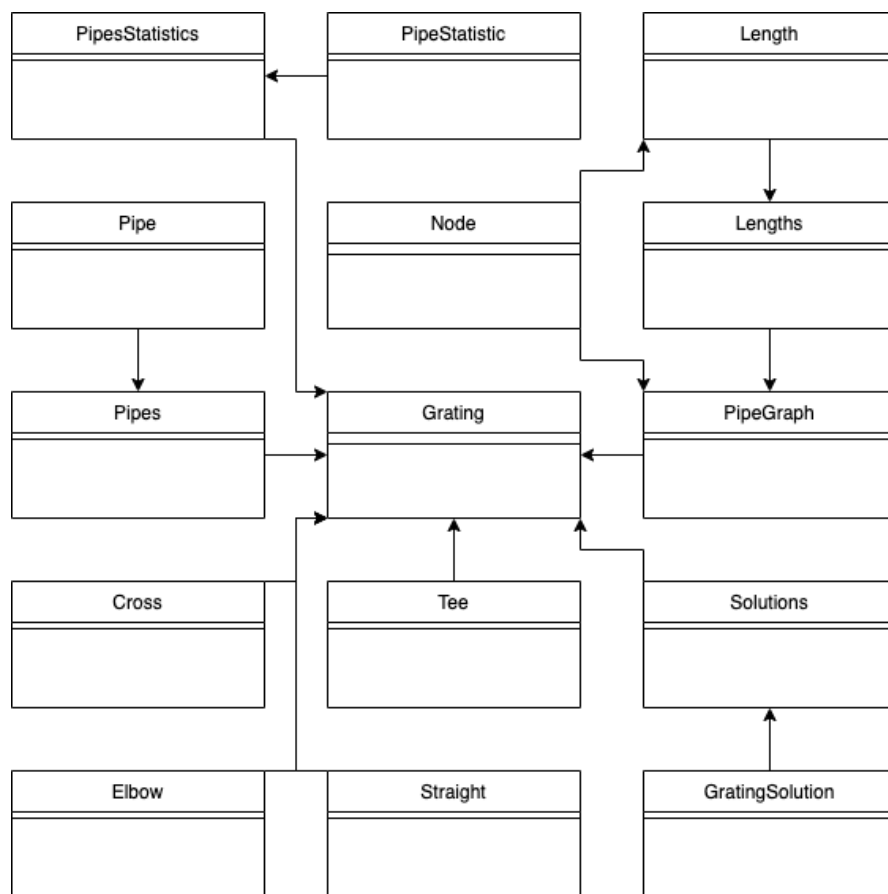 PipesStatistics
PipeStatistic
Length
Pipe
Node
Lengths
Pipes
Grating
PipeGraph
Cross
Tee
Solutions
Elbow
Straight
GratingSolution